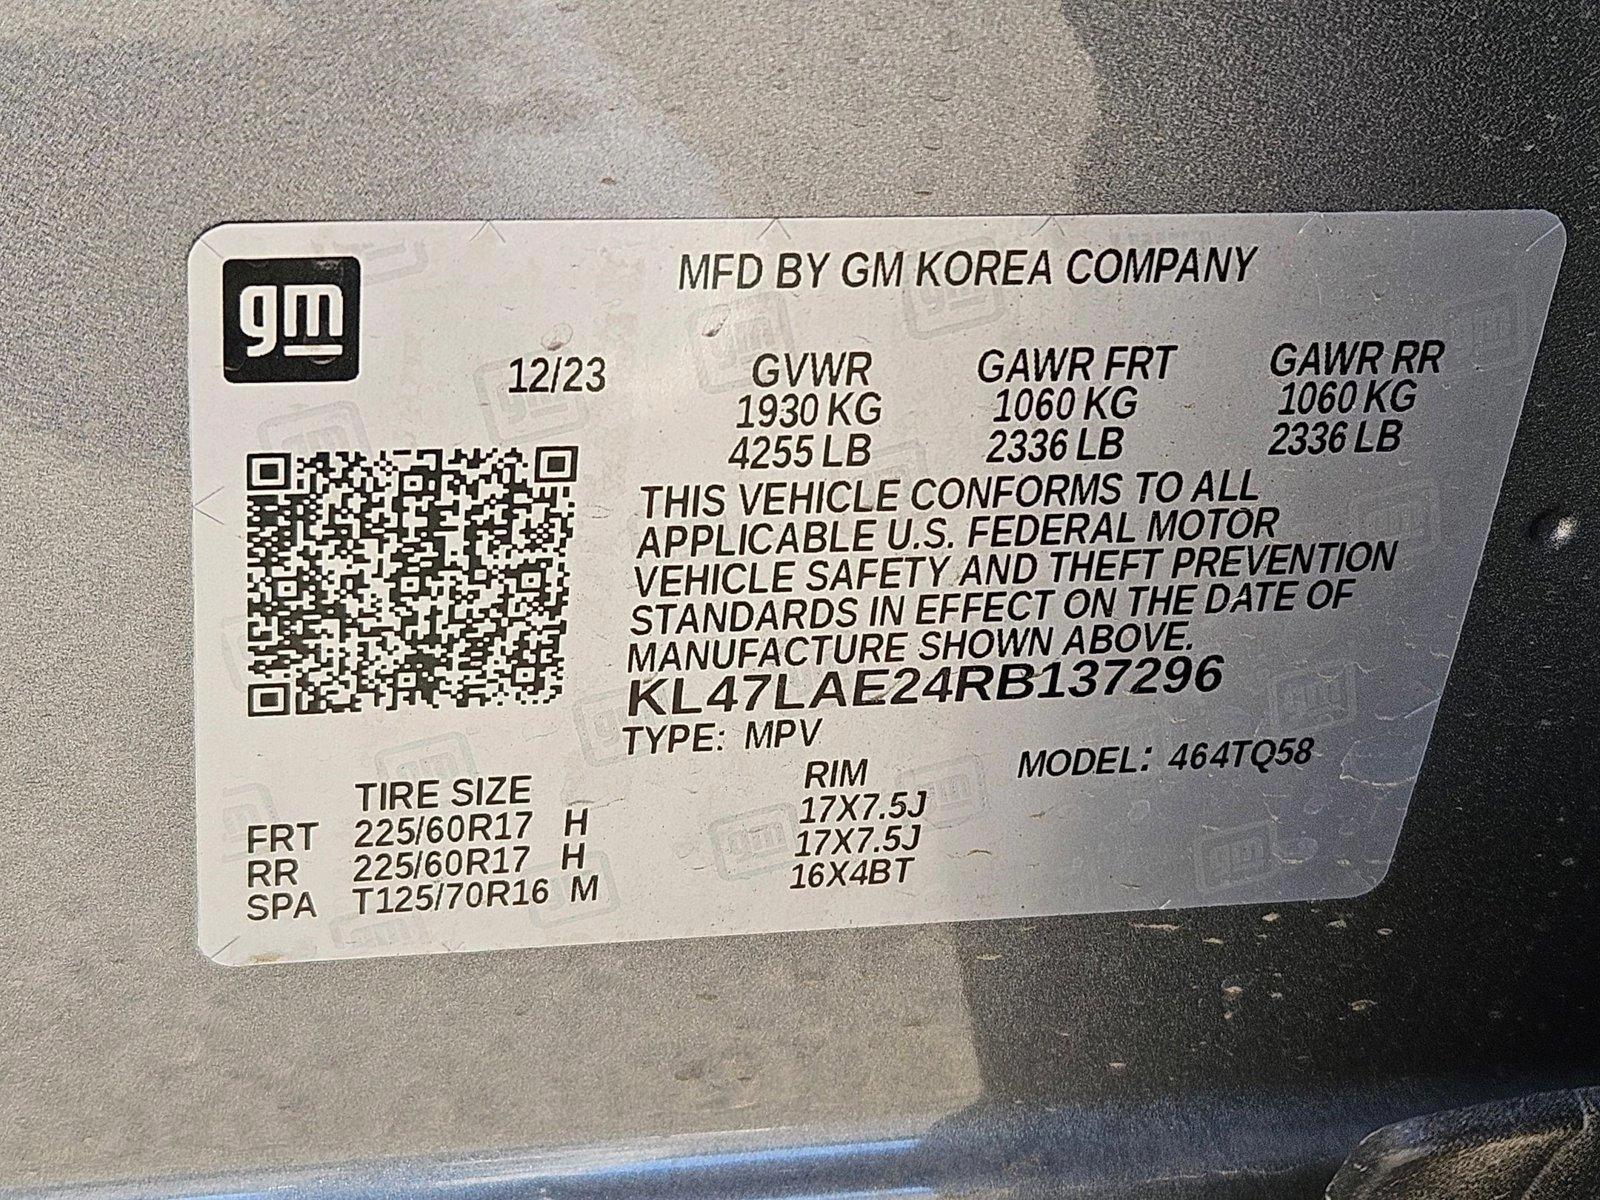 gm
MFD BY GM KOREA COMPANY
12/23 GVWR GAWR FRT GAWR RR
1930 KG 1060 KG 1060 KG
4255 LB 2336 LB 2336 LB
THIS VEHICLE CONFORMS TO ALL
APPLICABLE U.S. FEDERAL MOTOR
VEHICLE SAFETY AND THEFT PREVENTION
STANDARDS IN EFFECT ON THE DATE OF
MANUFACTURE SHOWN ABOVE.
KL47LAE24RB137296
TYPE: MPV
MODEL: 464TQ58
TIRE SIZE RIM
FRT 225/60R17 H 17X7.5J
RR 225/60R17 H 17X7.5J
SPA T125/70R16 M 16X4BT